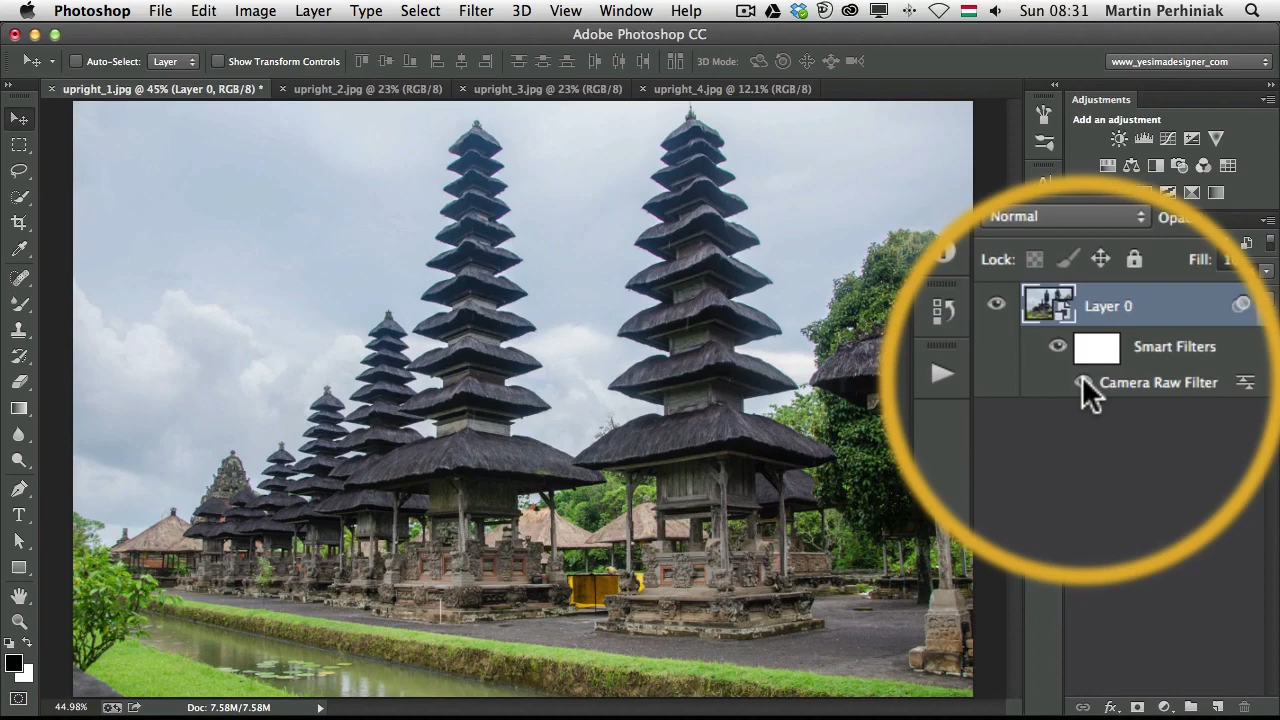 Photoshop File Edit Image Layer Type Select Filter 3D View Window Help Sun 08:31 Martin Perhiniak
Adobe Photoshop CC
Auto-Select: Layer Show Transform Controls 3D Mode: www_yesimadesigner_com
× upright_1.jpg @ 45% (Layer 0, RGB/8) * × upright_2.jpg @ 23% (RGB/8) × upright_3.jpg @ 23% (RGB/8) × upright_4.jpg @ 12.1% (RGB/8)
Adjustments
Add an adjustment
Normal
Lock: Fill:
Layer 0
Smart Filters
Camera Raw Filter
44.98% Doc: 7.58M/7.58M